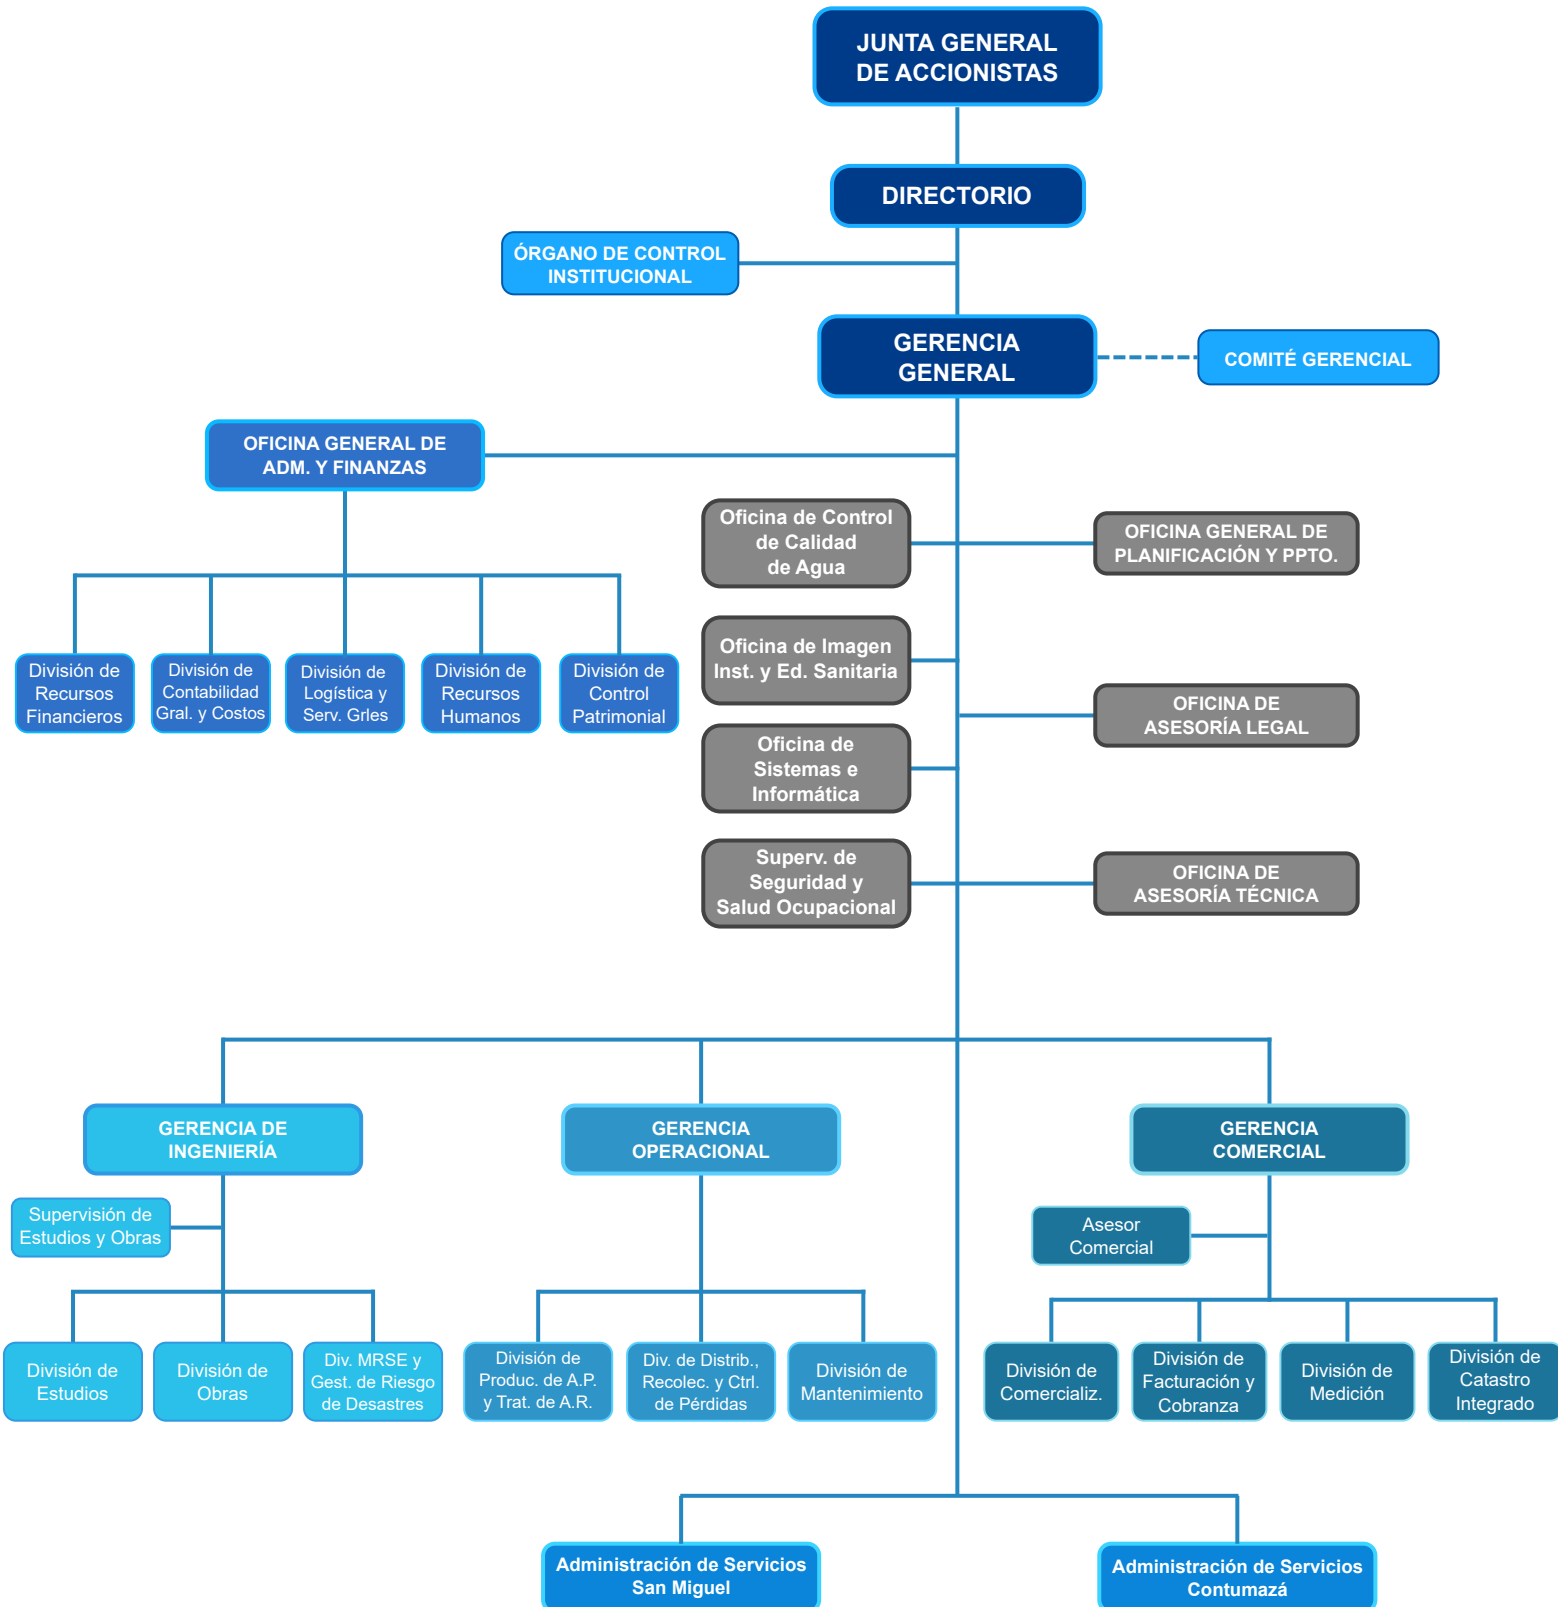 JUNTA GENERAL
DE ACCIONISTAS
DIRECTORIO
ÓRGANO DE CONTROL
INSTITUCIONAL
GERENCIA
GENERAL
COMITÉ GERENCIAL
OFICINA GENERAL DE
ADM. Y FINANZAS
División de
Recursos
Financieros
División de
Contabilidad
Gral. y Costos
División de
Logística y
Serv. Grles
División de
Recursos
Humanos
División de
Control
Patrimonial
Oficina de Control
de Calidad
de Agua
OFICINA GENERAL DE
PLANIFICACIÓN Y PPTO.
Oficina de Imagen
Inst. y Ed. Sanitaria
OFICINA DE
ASESORÍA LEGAL
Oficina de
Sistemas e
Informática
Superv. de
Seguridad y
Salud Ocupacional
OFICINA DE
ASESORÍA TÉCNICA
GERENCIA DE
INGENIERÍA
Supervisión de
Estudios y Obras
División de
Estudios
División de
Obras
Div. MRSE y
Gest. de Riesgo
de Desastres
GERENCIA
OPERACIONAL
División de
Produc. de A.P.
y Trat. de A.R.
Div. de Distrib.,
Recolec. y Ctrl.
de Pérdidas
División de
Mantenimiento
GERENCIA
COMERCIAL
Asesor
Comercial
División de
Comercializ.
División de
Facturación y
Cobranza
División de
Medición
División de
Catastro
Integrado
Administración de Servicios
San Miguel
Administración de Servicios
Contumazá